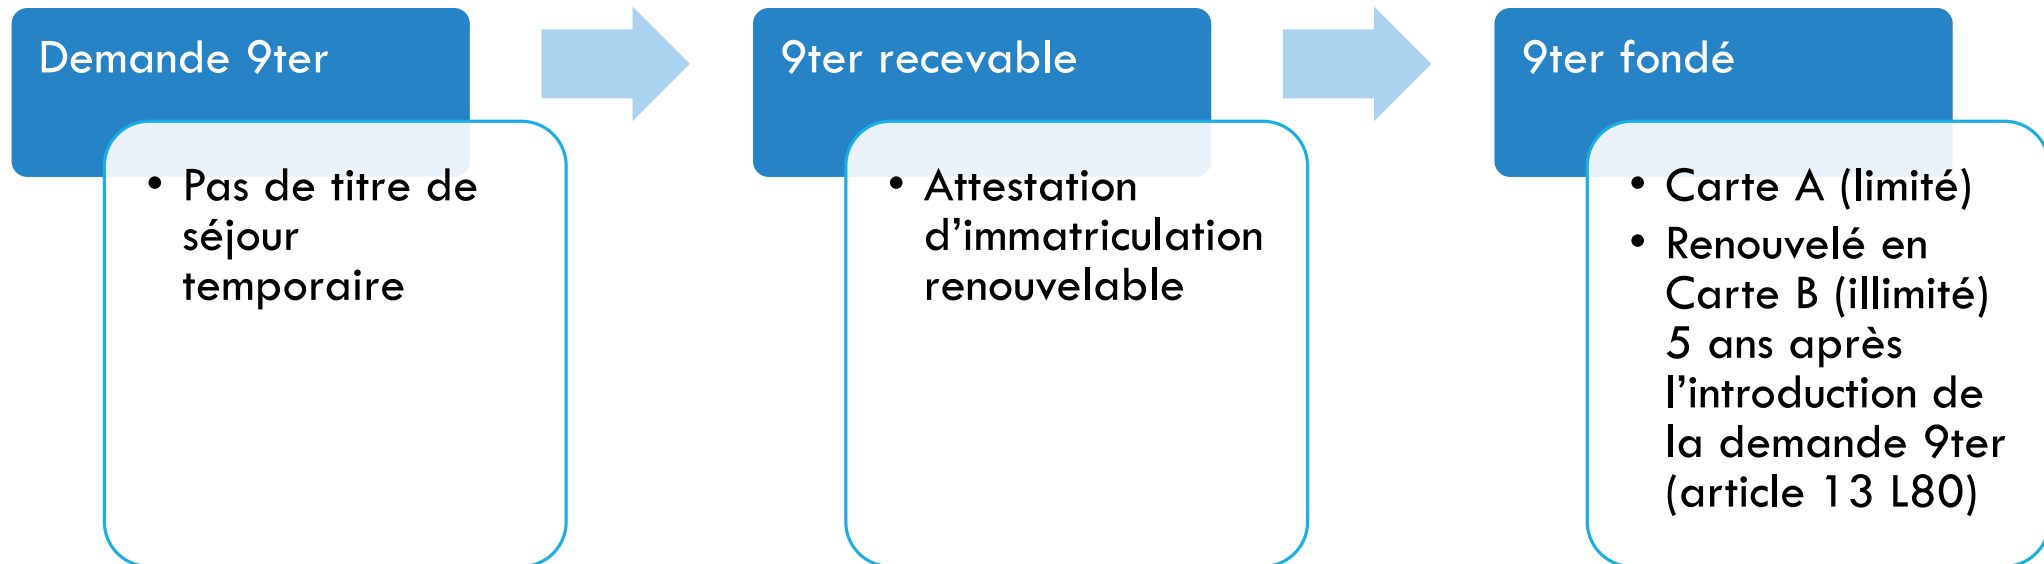 Demande 9ter
• Pas de titre de
séjour
temporaire
9ter recevable
• Attestation
d’immatriculation
renouvelable
9ter fondé
• Carte A (limité)
• Renouvelé en
Carte B (illimité)
5 ans après
l’introduction de
la demande 9ter
(article 13 L80)